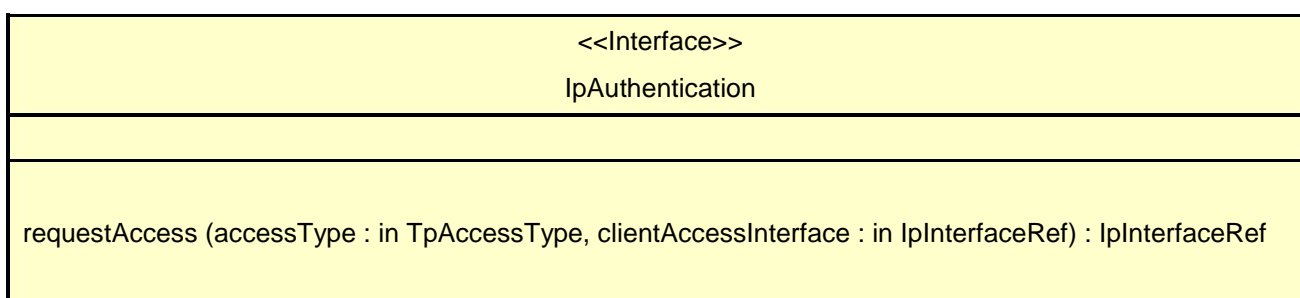 <<Interface>>
IpAuthentication
requestAccess (accessType : in TpAccessType, clientAccessInterface : in IpInterfaceRef) : IpInterfaceRef